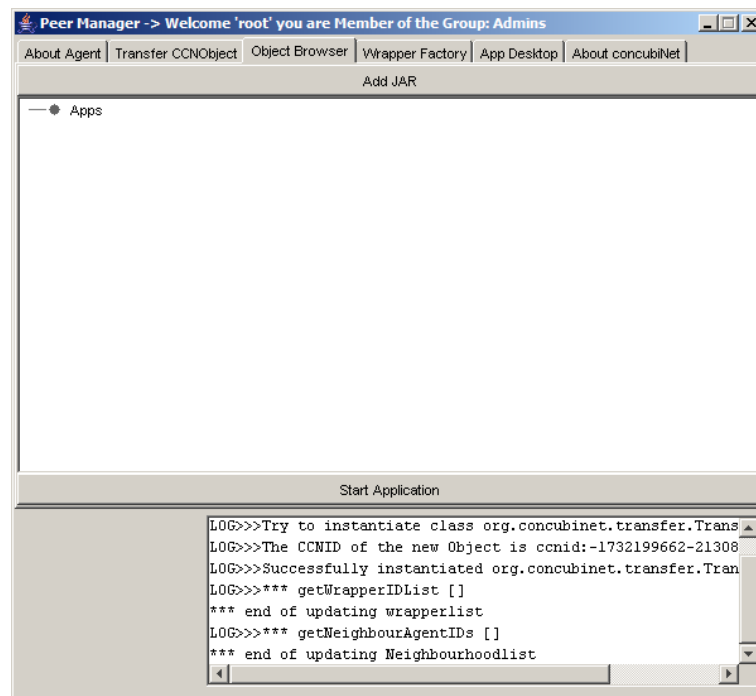 Peer Manager -> Welcome 'root' you are Member of the Group: Admins
About Agent Transfer CCNObject Object Browser Wrapper Factory App Desktop About concubiNet
Add JAR
Apps
Start Application
LOG>>>Try to instantiate class org.concubinet.transfer.Trans
LOG>>>The CCNID of the new Object is ccnid:-1732199662-21308
LOG>>>Successfully instantiated org.concubinet.transfer.Tran
LOG>>>*** getWrapperIDList []
*** end of updating wrapperlist
LOG>>>*** getNeighbourAgentIDs []
*** end of updating Neighbourhoodlist